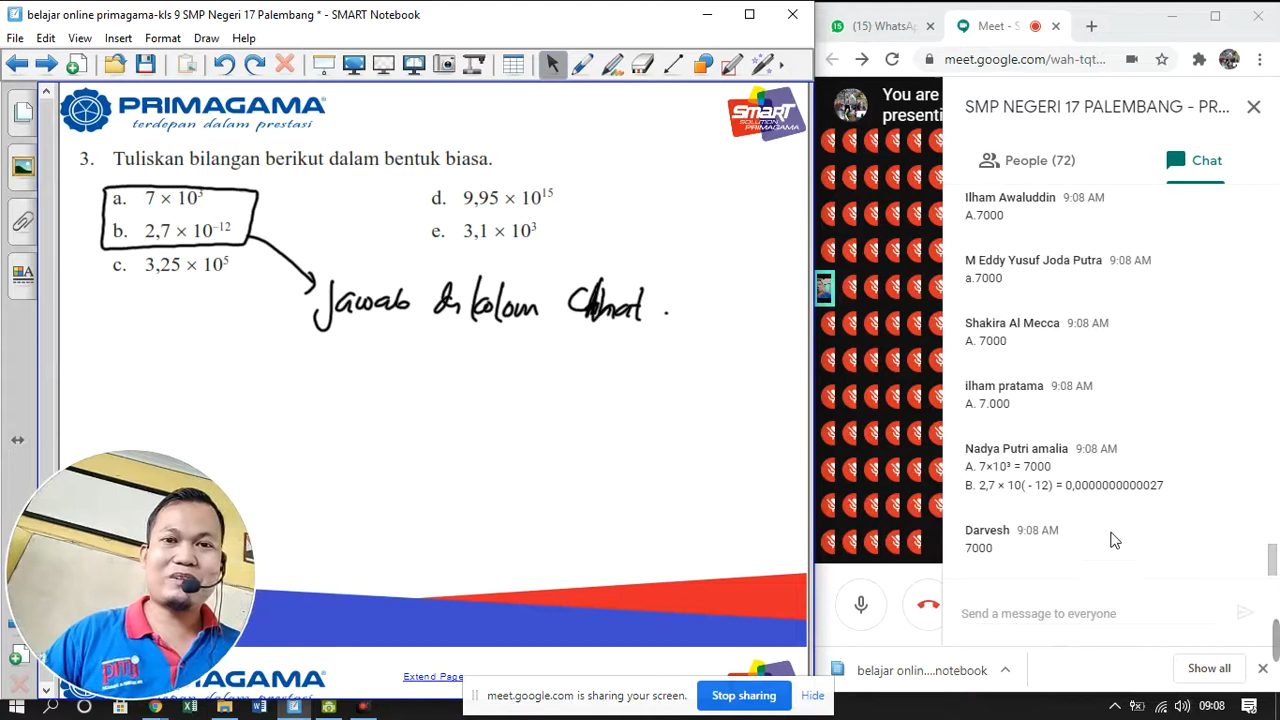 belajar online primagama-kls 9 SMP Negeri 17 Palembang * - SMART Notebook
File Edit View Insert Format Draw Help
PRIMAGAMA
terdepan dalam prestasi
SMART
SOLUTION
PRIMAGAMA
3. Tuliskan bilangan berikut dalam bentuk biasa.
a. 7 × 10³
b. 2,7 × 10⁻¹²
c. 3,25 × 10⁵
d. 9,95 × 10¹⁵
e. 3,1 × 10³
Jawab di kolom Chat .
Extend Page
(15) WhatsA
Meet - S
meet.google.com/wah-tqt...
You are
presenti
SMP NEGERI 17 PALEMBANG - PR...
People (72)
Chat
Ilham Awaluddin 9:08 AM
A.7000
M Eddy Yusuf Joda Putra 9:08 AM
a.7000
Shakira Al Mecca 9:08 AM
A. 7000
ilham pratama 9:08 AM
A. 7.000
Nadya Putri amalia 9:08 AM
A. 7×10³ = 7000
B. 2,7 × 10( - 12) = 0,0000000000027
Darvesh 9:08 AM
7000
Send a message to everyone
belajar onlin....notebook
Show all
meet.google.com is sharing your screen.
Stop sharing
Hide
09:08